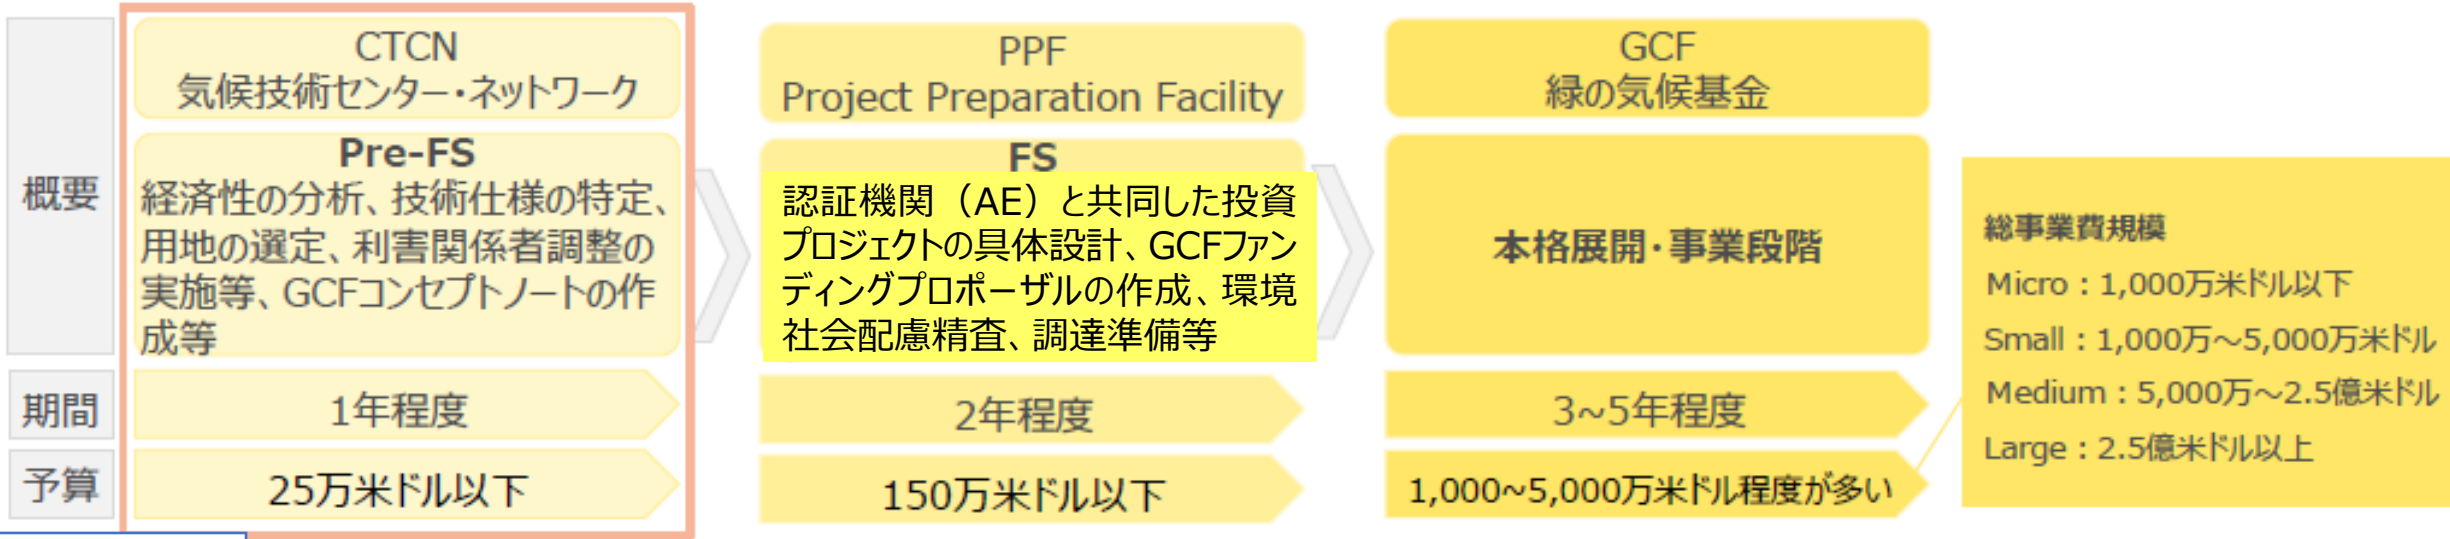 概要
CTCN
気候技術センター・ネットワーク
Pre-FS
経済性の分析、技術仕様の特定、
用地の選定、利害関係者調整の
実施等、GCFコンセプトノートの作
成等
PPF
Project Preparation Facility
FS
認証機関（AE）と共同した投資
プロジェクトの具体設計、GCFファン
ディングプロポーザルの作成、環境
社会配慮精査、調達準備等
GCF
緑の気候基金
本格展開・事業段階
期間
1年程度
2年程度
3~5年程度
予算
25万米ドル以下
150万米ドル以下
1,000~5,000万米ドル程度が多い
総事業費規模
Micro：1,000万米ドル以下
Small：1,000万～5,000万米ドル
Medium：5,000万～2.5億米ドル
Large：2.5億米ドル以上